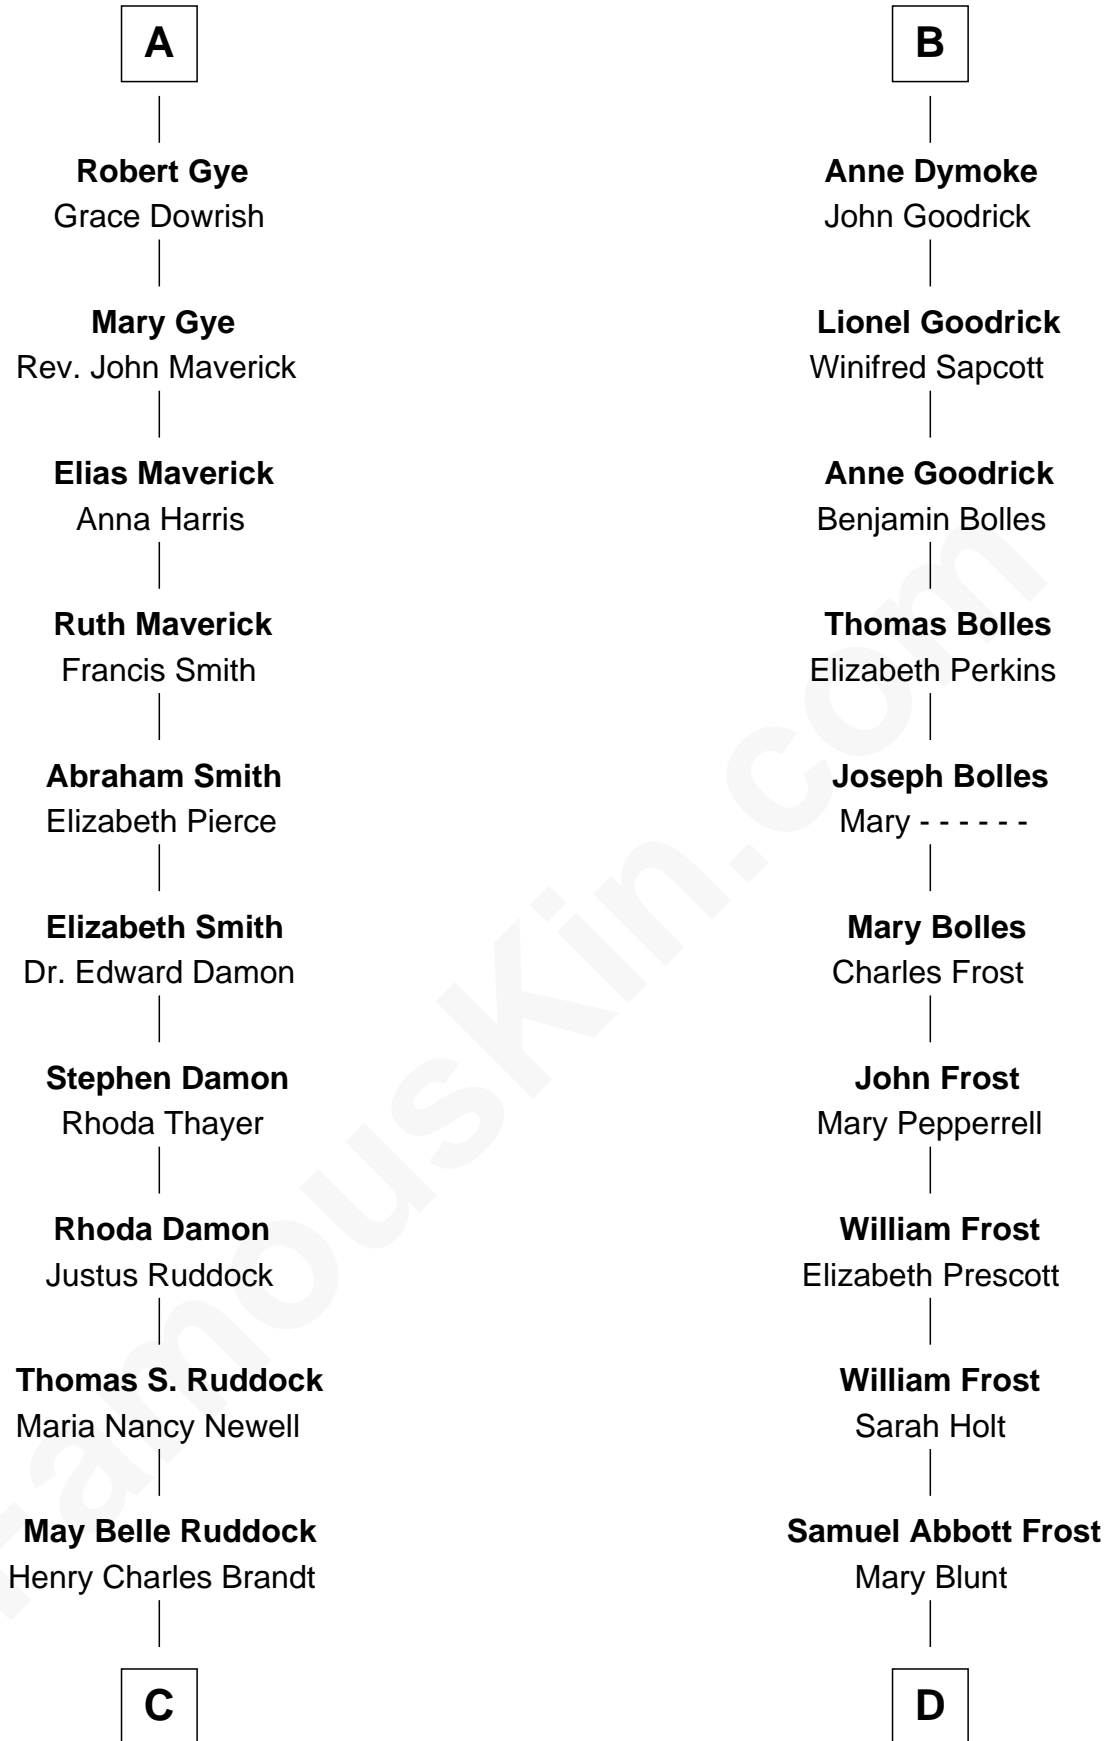 A
Robert Gye
Grace Dowrish
Mary Gye
Rev. John Maverick
Elias Maverick
Anna Harris
Ruth Maverick
Francis Smith
Abraham Smith
Elizabeth Pierce
Elizabeth Smith
Dr. Edward Damon
Stephen Damon
Rhoda Thayer
Rhoda Damon
Justus Ruddock
Thomas S. Ruddock
Maria Nancy Newell
May Belle Ruddock
Henry Charles Brandt
C
B
Anne Dymoke
John Goodrick
Lionel Goodrick
Winifred Sapcott
Anne Goodrick
Benjamin Bolles
Thomas Bolles
Elizabeth Perkins
Joseph Bolles
Mary - - - - - -
Mary Bolles
Charles Frost
John Frost
Mary Pepperrell
William Frost
Elizabeth Prescott
William Frost
Sarah Holt
Samuel Abbott Frost
Mary Blunt
D
FamousKin.com